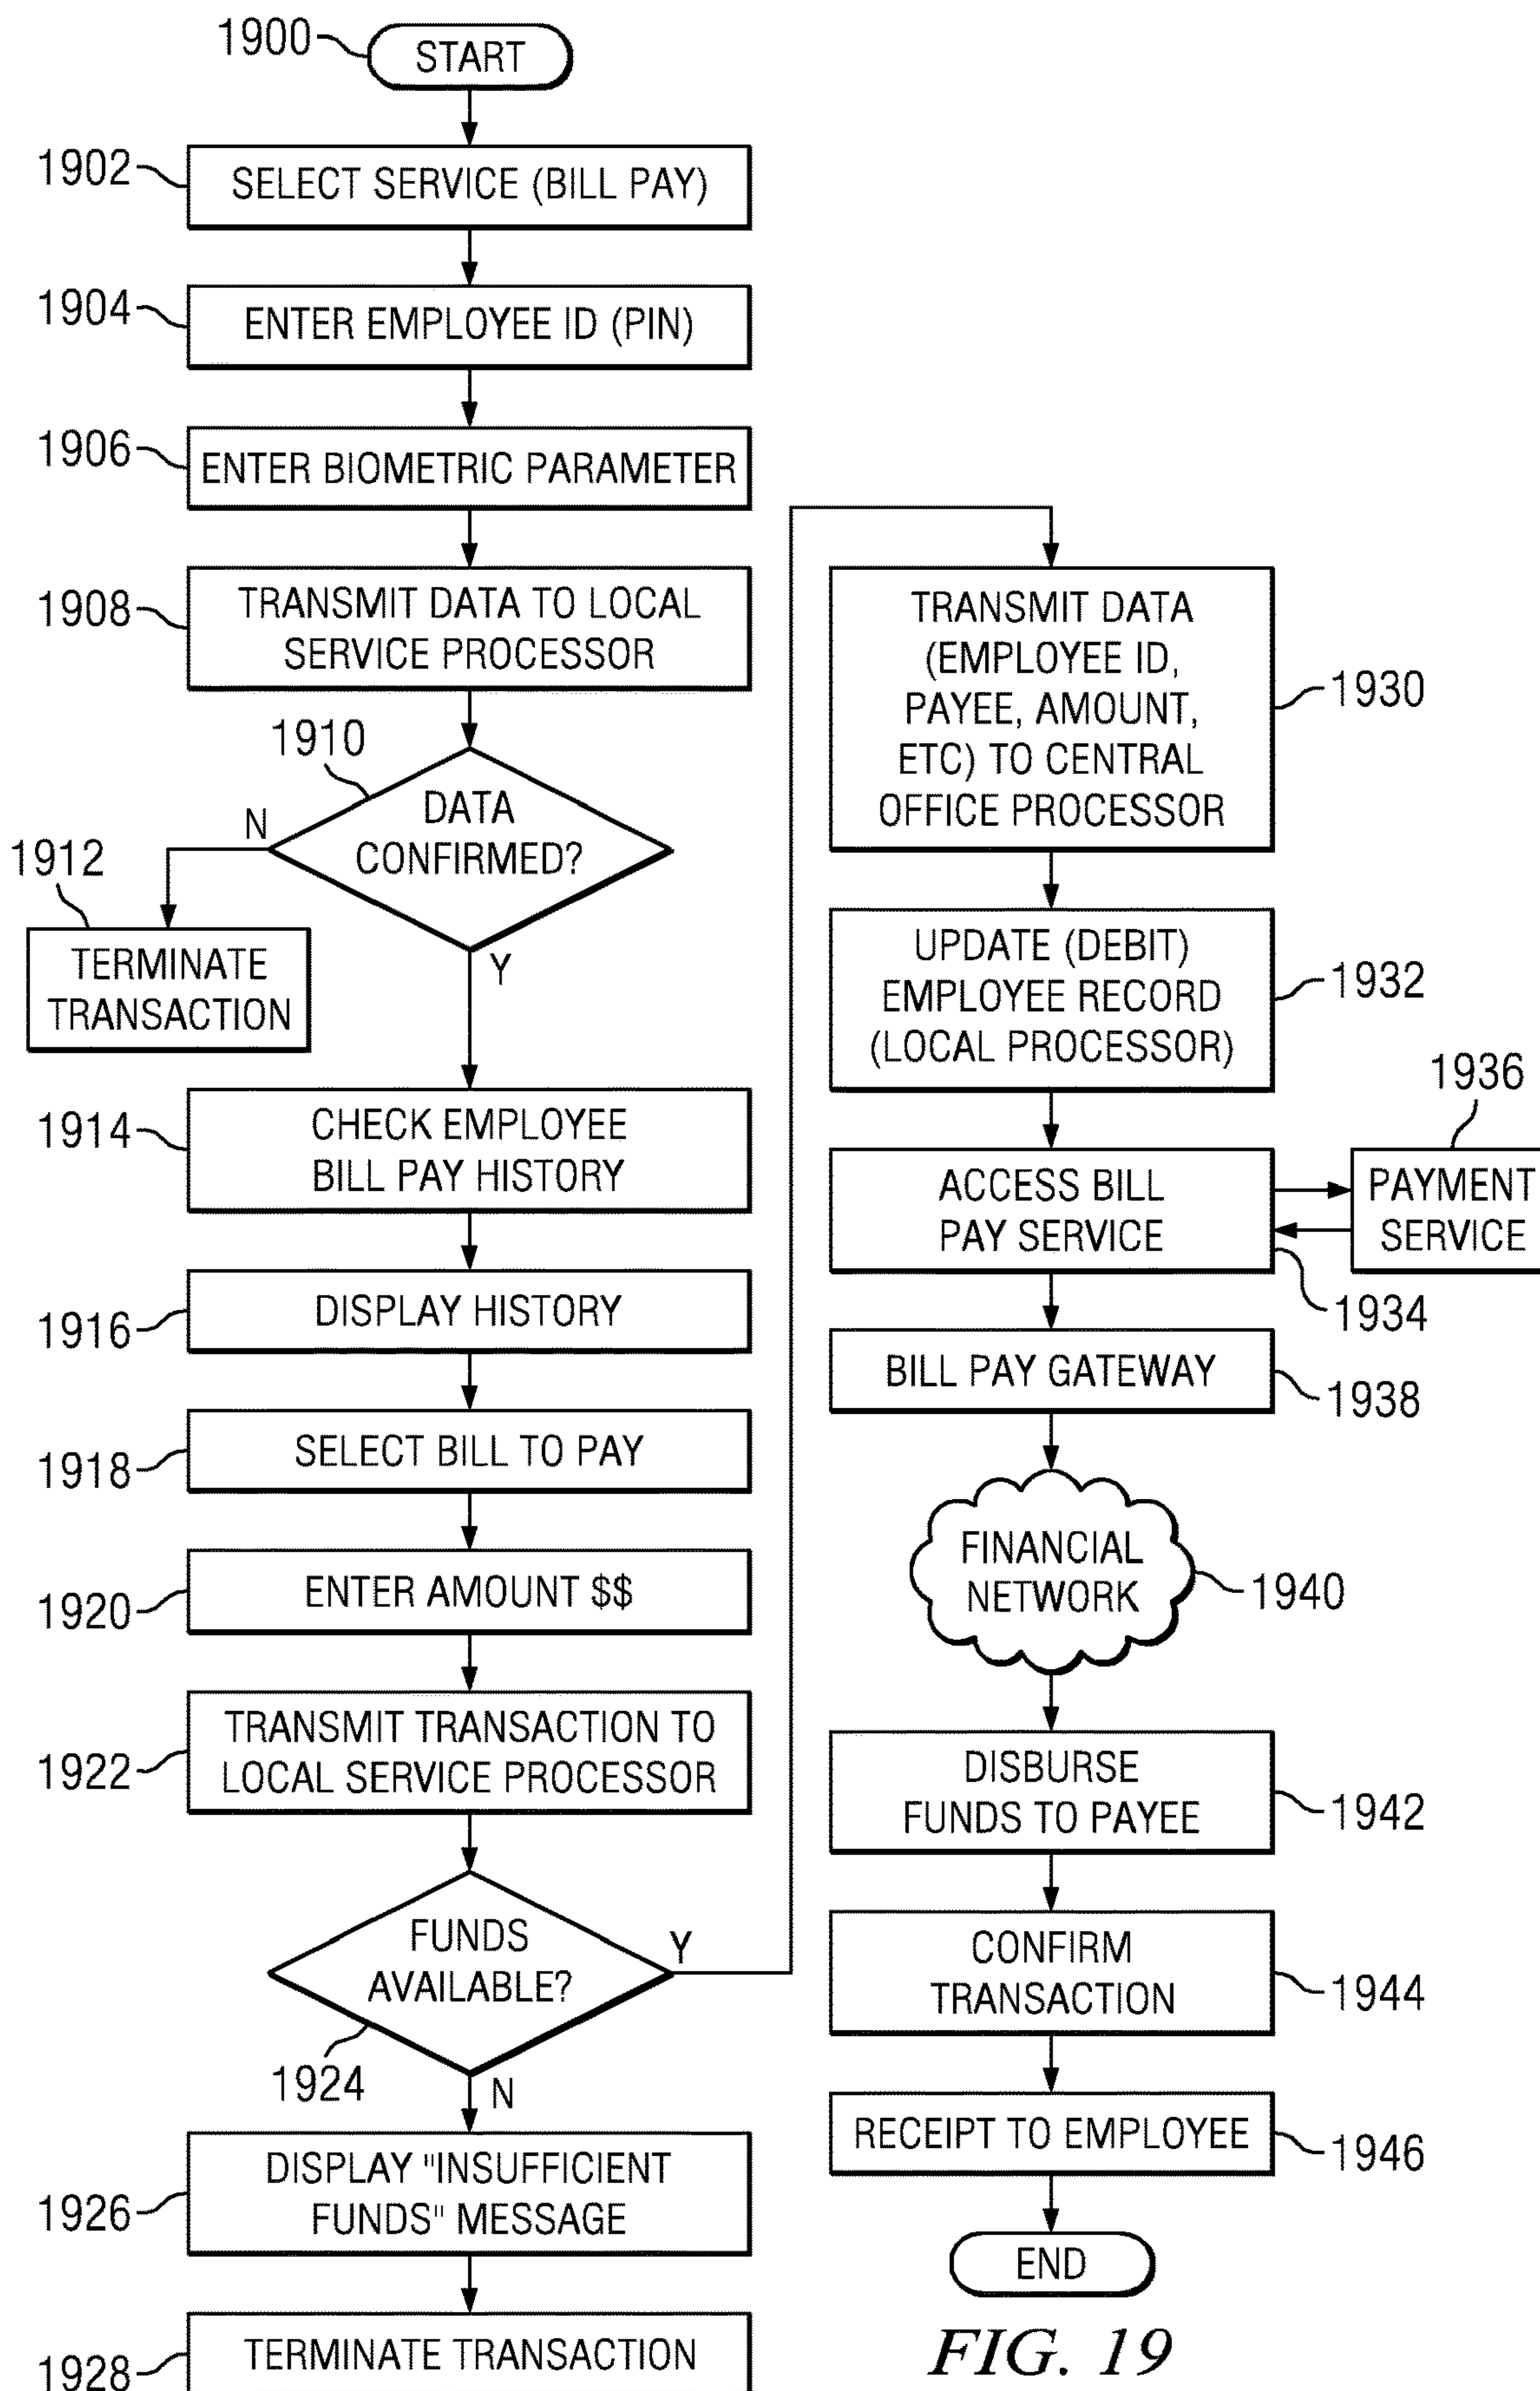 1900
START
1902
SELECT SERVICE (BILL PAY)
1904
ENTER EMPLOYEE ID (PIN)
1906
ENTER BIOMETRIC PARAMETER
1908
TRANSMIT DATA TO LOCAL
SERVICE PROCESSOR
1910
DATA
CONFIRMED?
N
Y
1912
TERMINATE
TRANSACTION
1914
CHECK EMPLOYEE
BILL PAY HISTORY
1916
DISPLAY HISTORY
1918
SELECT BILL TO PAY
1920
ENTER AMOUNT $$
1922
TRANSMIT TRANSACTION TO
LOCAL SERVICE PROCESSOR
FUNDS
AVAILABLE?
Y
1924
N
1926
DISPLAY "INSUFFICIENT
FUNDS" MESSAGE
1928
TERMINATE TRANSACTION
TRANSMIT DATA
(EMPLOYEE ID,
PAYEE, AMOUNT,
ETC) TO CENTRAL
OFFICE PROCESSOR
1930
UPDATE (DEBIT)
EMPLOYEE RECORD
(LOCAL PROCESSOR)
1932
ACCESS BILL
PAY SERVICE
1934
1936
PAYMENT
SERVICE
BILL PAY GATEWAY
1938
FINANCIAL
NETWORK
1940
DISBURSE
FUNDS TO PAYEE
1942
CONFIRM
TRANSACTION
1944
RECEIPT TO EMPLOYEE
1946
END
FIG. 19